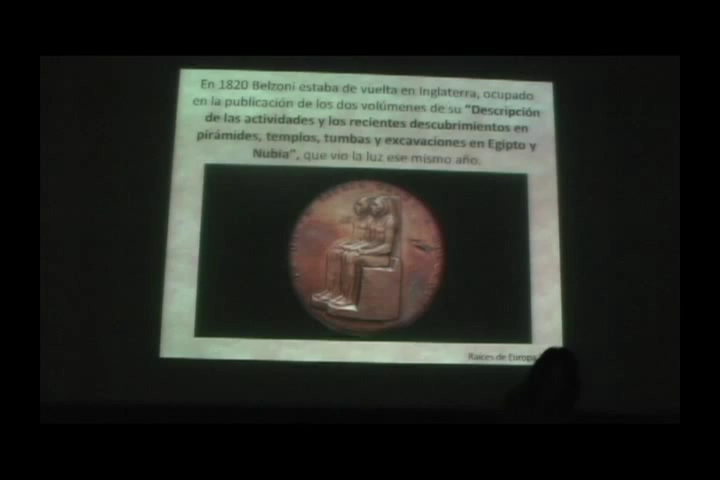 En 1820 Belzoni estaba de vuelta en Inglaterra, ocupado
en la publicación de los dos volúmenes de su "Descripción
de las actividades y los recientes descubrimientos en
pirámides, templos, tumbas y excavaciones en Egipto y
Nubia", que vio la luz ese mismo año.
Raíces de Europa